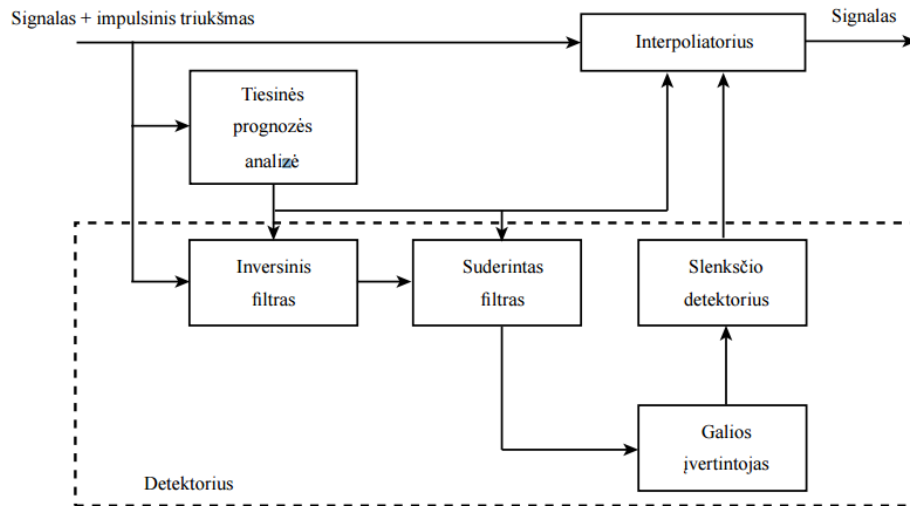 Signalas + impulsinis triukšmas
Signalas
Interpoliatorius
Tiesinės
prognozės
analizė
Inversinis
filtras
Suderintas
filtras
Slenksčio
detektorius
Galios
įvertintojas
Detektorius